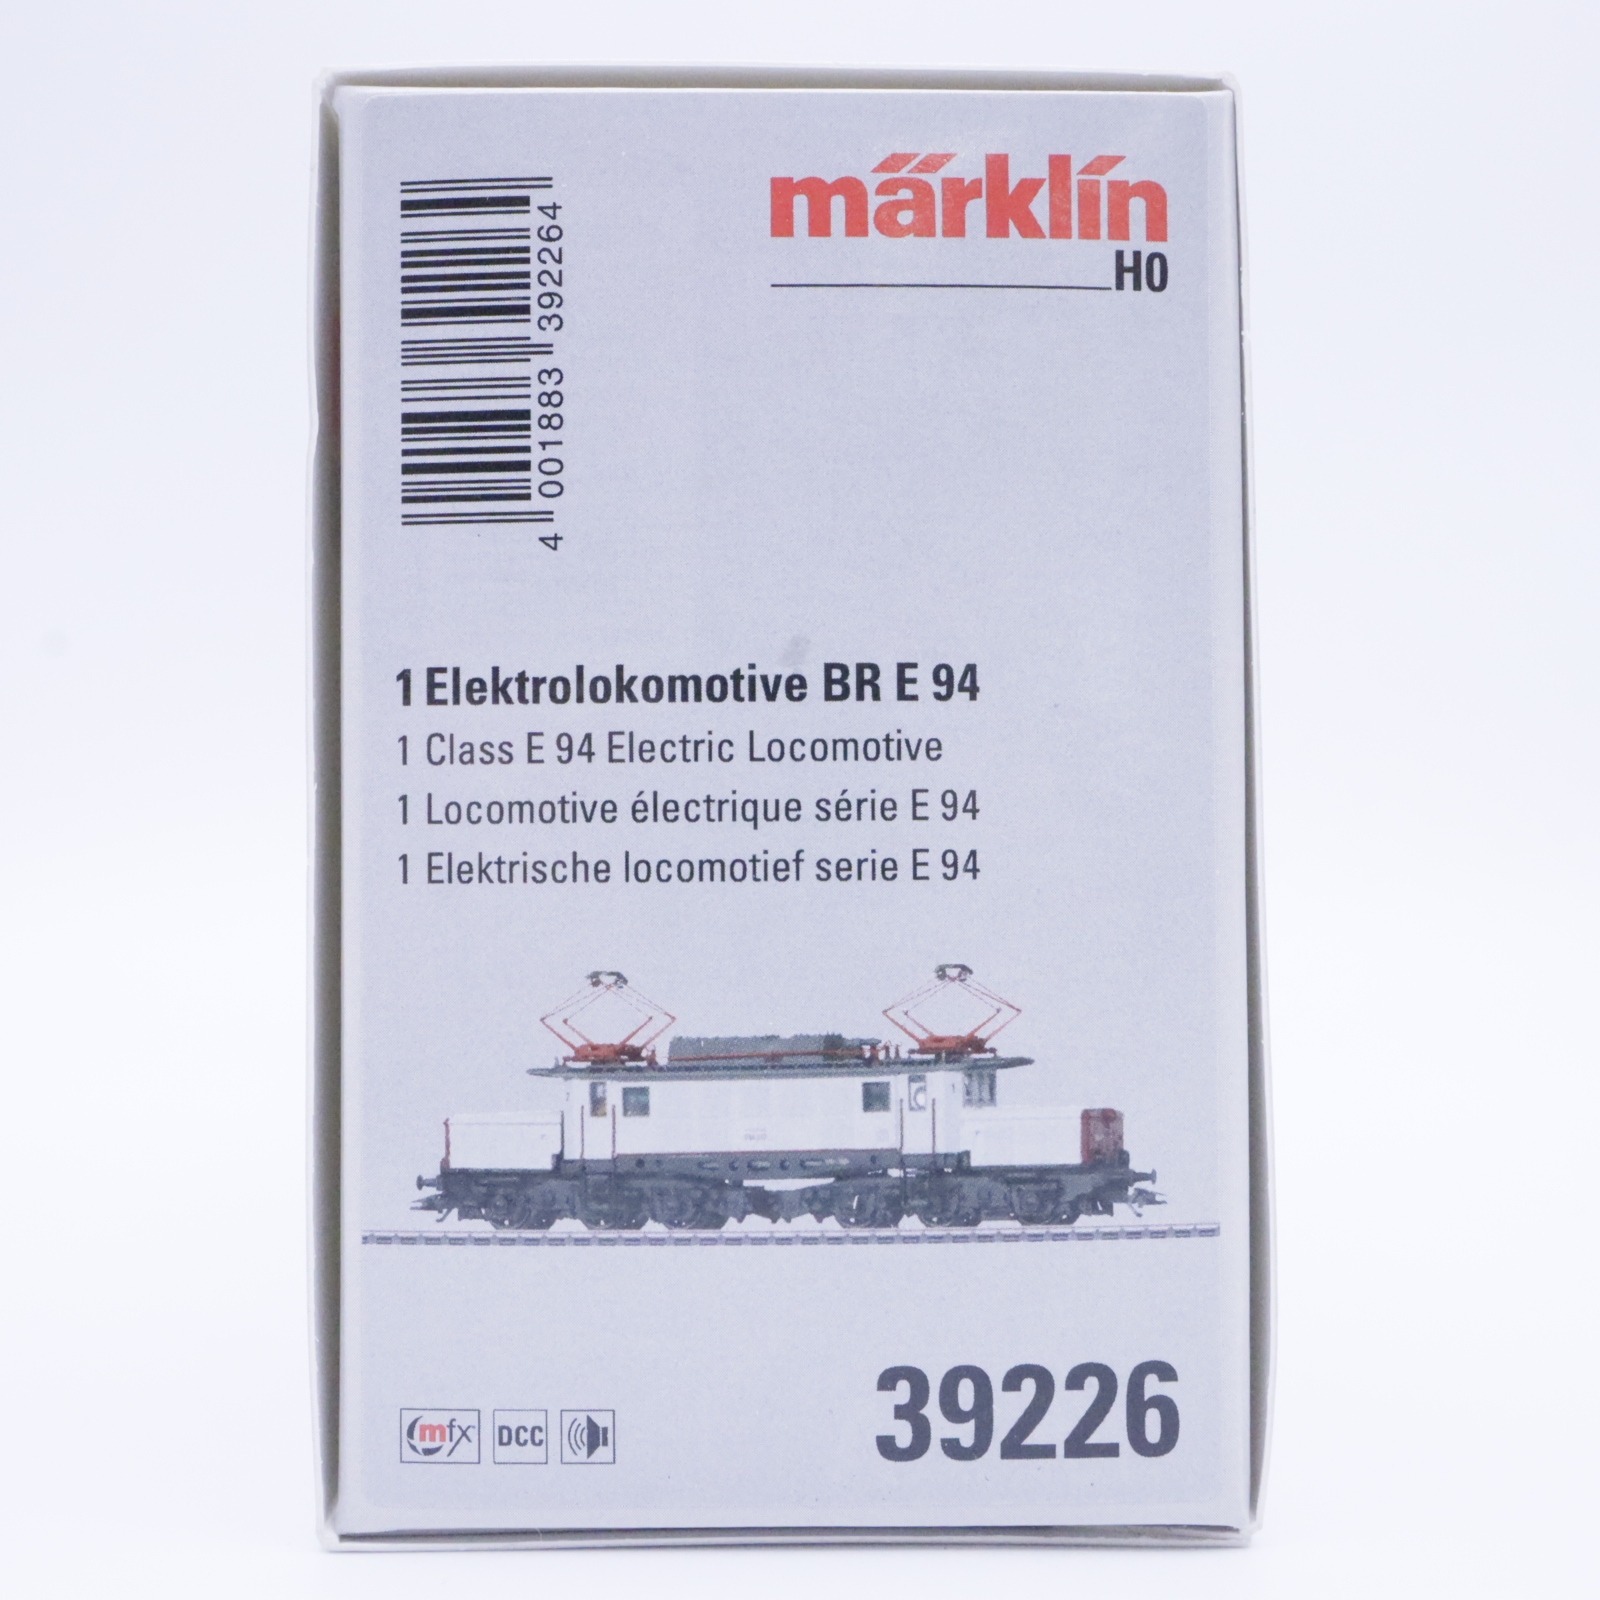 märklín
H0
4 001883 392264
1 Elektrolokomotive BR E 94
1 Class E 94 Electric Locomotive
1 Locomotive électrique série E 94
1 Elektrische locomotief serie E 94
39226
mfx DCC